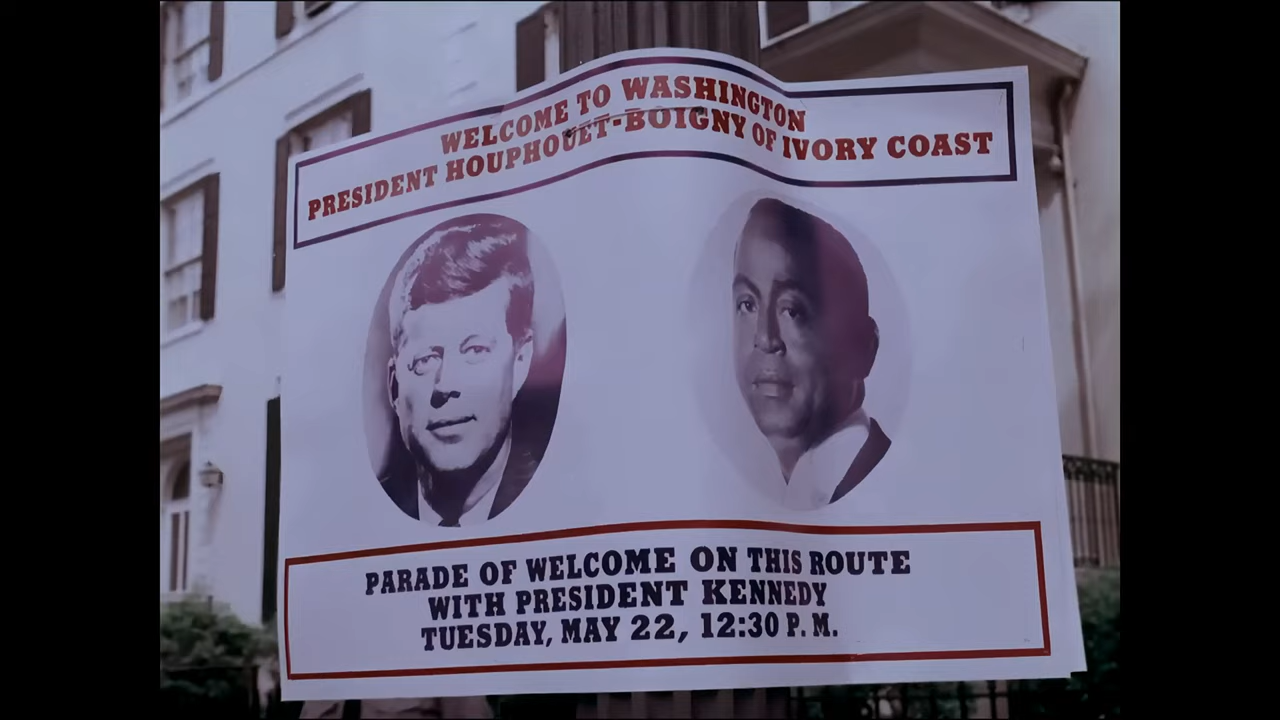 WELCOME TO WASHINGTON
PRESIDENT HOUPHOUET-BOIGNY OF IVORY COAST
PARADE OF WELCOME ON THIS ROUTE
WITH PRESIDENT KENNEDY
TUESDAY, MAY 22, 12:30 P. M.